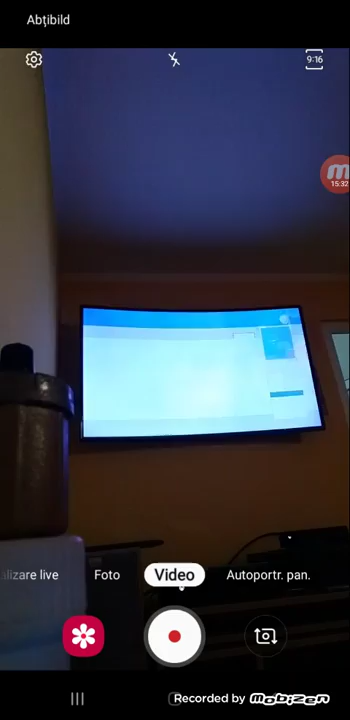 Abțibild
9:16
15:32
lizare live
Foto
Video
Autoportr. pan.
Recorded by mobizen